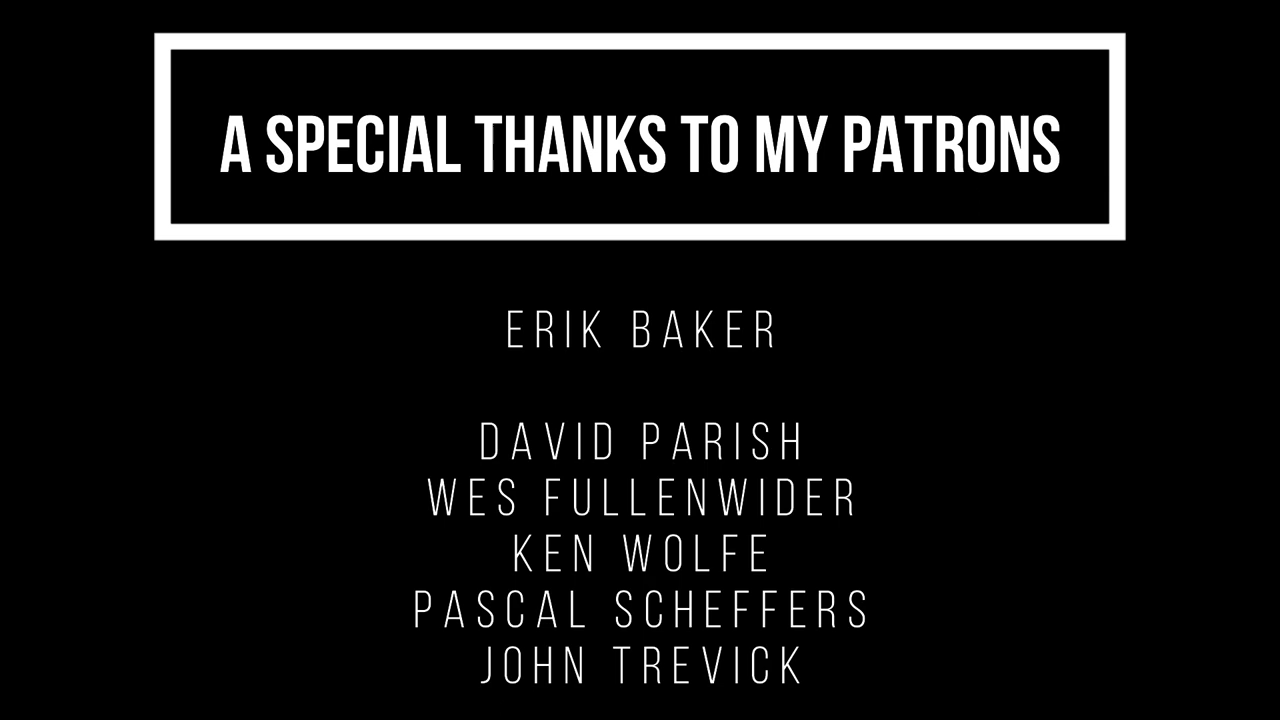 A SPECIAL THANKS TO MY PATRONS
ERIK BAKER
DAVID PARISH
WES FULLENWIDER
KEN WOLFE
PASCAL SCHEFFERS
JOHN TREVICK